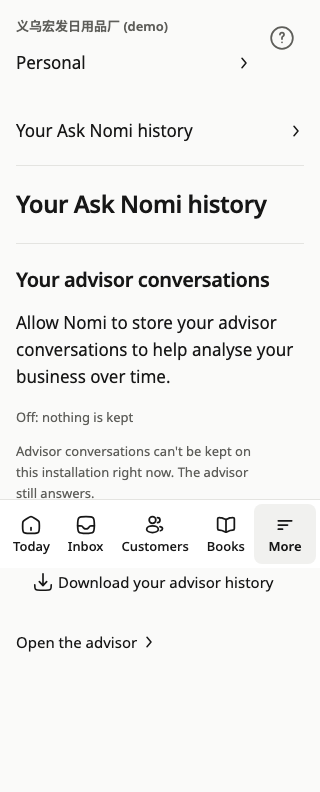 义乌宏发日用品厂 (demo)
Personal
Your Ask Nomi history
Your Ask Nomi history
Your advisor conversations
Allow Nomi to store your advisor
conversations to help analyse your
business over time.
Off: nothing is kept
Advisor conversations can't be kept on
this installation right now. The advisor
still answers.
Today Inbox Customers Books More
Download your advisor history
Open the advisor